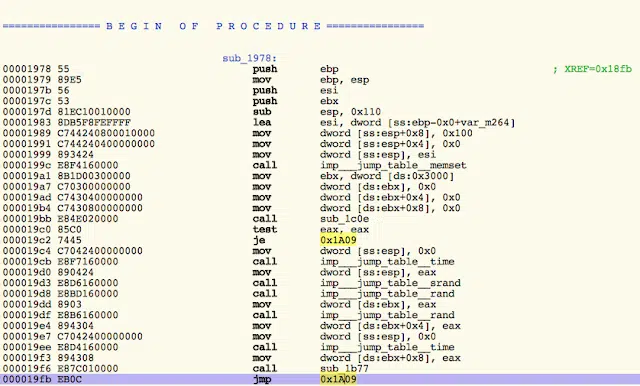 ================ B E G I N   O F   P R O C E D U R E ================
sub_1978:
00001978 55 push ebp ; XREF=0x18fb
00001979 89E5 mov ebp, esp
0000197b 56 push esi
0000197c 53 push ebx
0000197d 81EC10010000 sub esp, 0x110
00001983 8DB5F8FEFFFF lea esi, dword [ss:ebp-0x0+var_m264]
00001989 C744240800010000 mov dword [ss:esp+0x8], 0x100
00001991 C744240400000000 mov dword [ss:esp+0x4], 0x0
00001999 893424 mov dword [ss:esp], esi
0000199c E8F4160000 call imp___jump_table__memset
000019a1 8B1D00300000 mov ebx, dword [ds:0x3000]
000019a7 C70300000000 mov dword [ds:ebx], 0x0
000019ad C7430400000000 mov dword [ds:ebx+0x4], 0x0
000019b4 C7430800000000 mov dword [ds:ebx+0x8], 0x0
000019bb E84E020000 call sub_1c0e
000019c0 85C0 test eax, eax
000019c2 7445 je 0x1A09
000019c4 C7042400000000 mov dword [ss:esp], 0x0
000019cb E8F7160000 call imp___jump_table__time
000019d0 890424 mov dword [ss:esp], eax
000019d3 E8D6160000 call imp___jump_table__srand
000019d8 E8BD160000 call imp___jump_table__rand
000019dd 8903 mov dword [ds:ebx], eax
000019df E8B6160000 call imp___jump_table__rand
000019e4 894304 mov dword [ds:ebx+0x4], eax
000019e7 C7042400000000 mov dword [ss:esp], 0x0
000019ee E8D4160000 call imp___jump_table__time
000019f3 894308 mov dword [ds:ebx+0x8], eax
000019f6 E87C010000 call sub_1b77
000019fb EB0C jmp 0x1A09